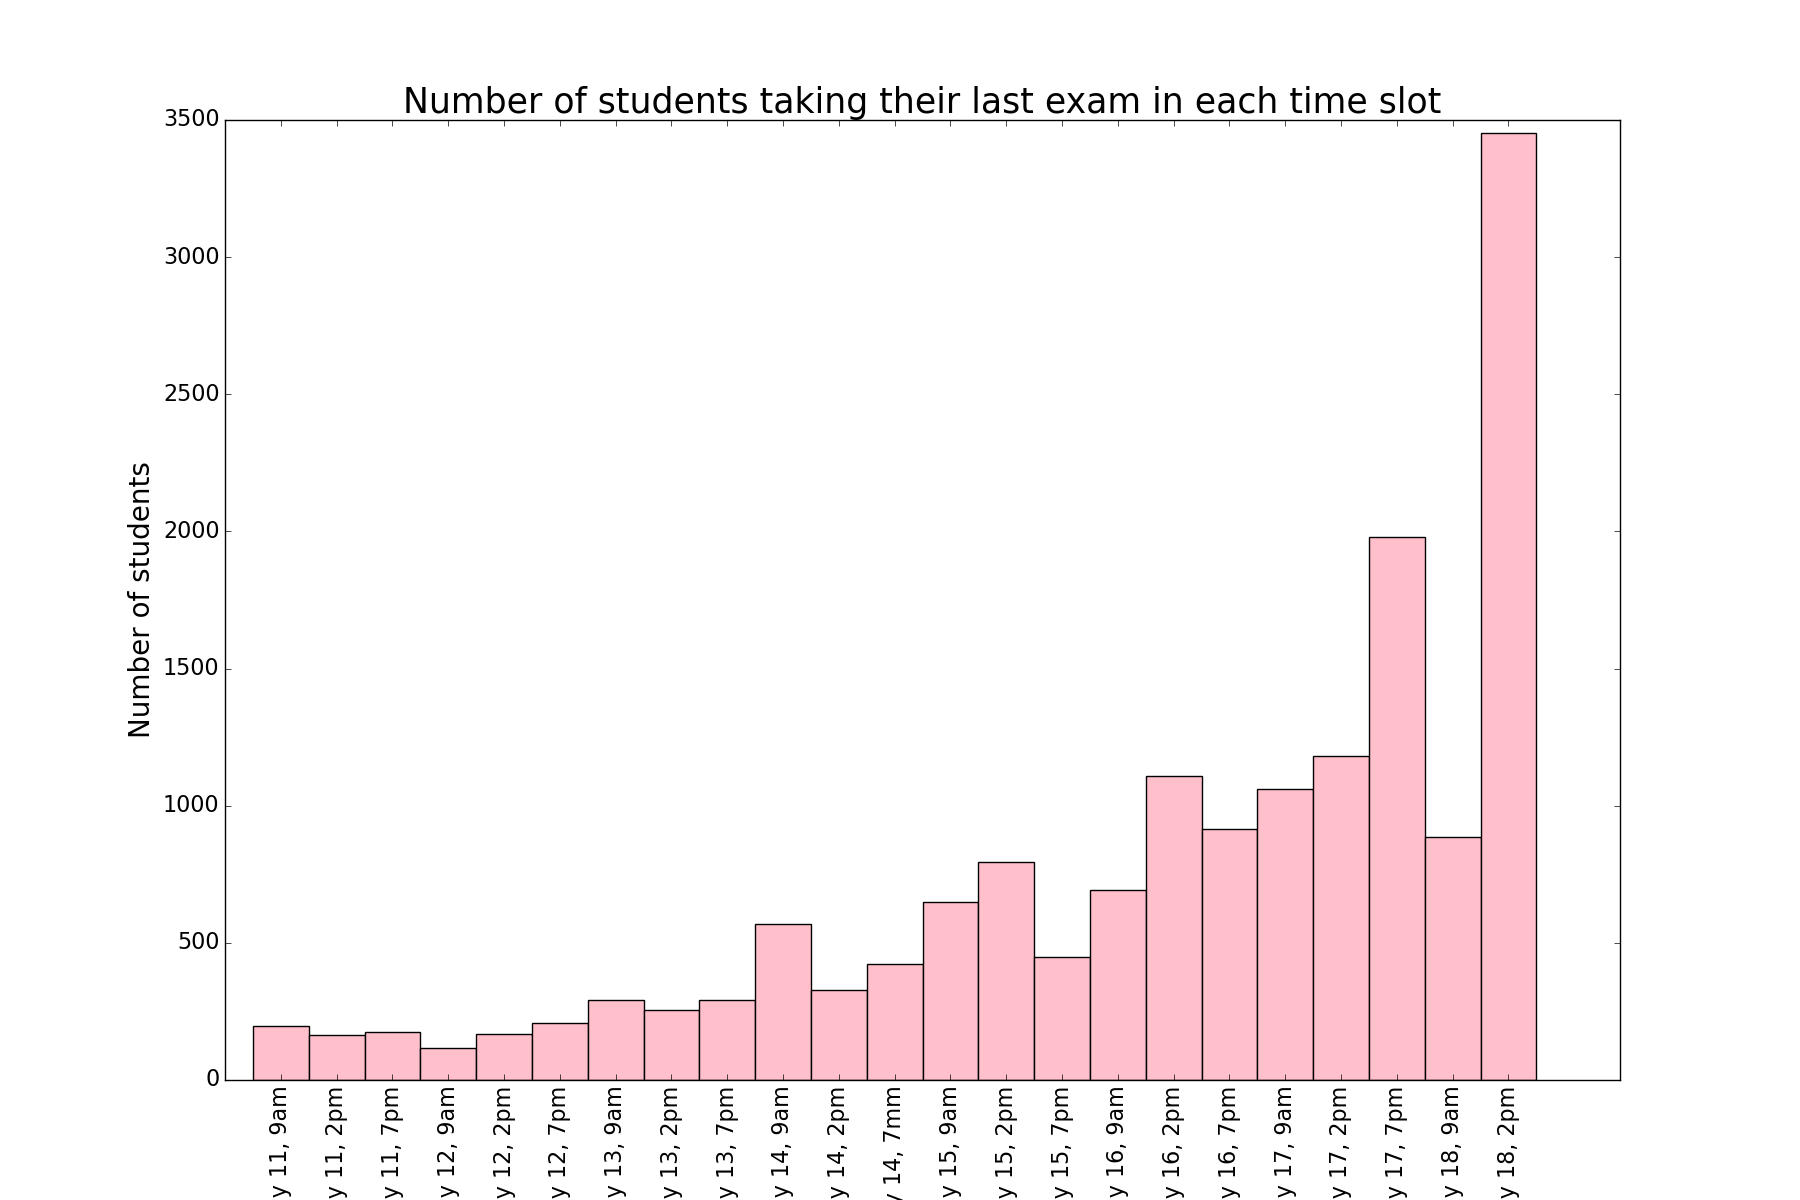 Number of students taking their last exam in each time slot
Number of students
3500
3000
2500
2000
1500
1000
500
0
y 11, 9am
y 11, 2pm
y 11, 7pm
y 12, 9am
y 12, 2pm
y 12, 7pm
y 13, 9am
y 13, 2pm
y 13, 7pm
y 14, 9am
y 14, 2pm
y 14, 7mm
y 15, 9am
y 15, 2pm
y 15, 7pm
y 16, 9am
y 16, 2pm
y 16, 7pm
y 17, 9am
y 17, 2pm
y 17, 7pm
y 18, 9am
y 18, 2pm